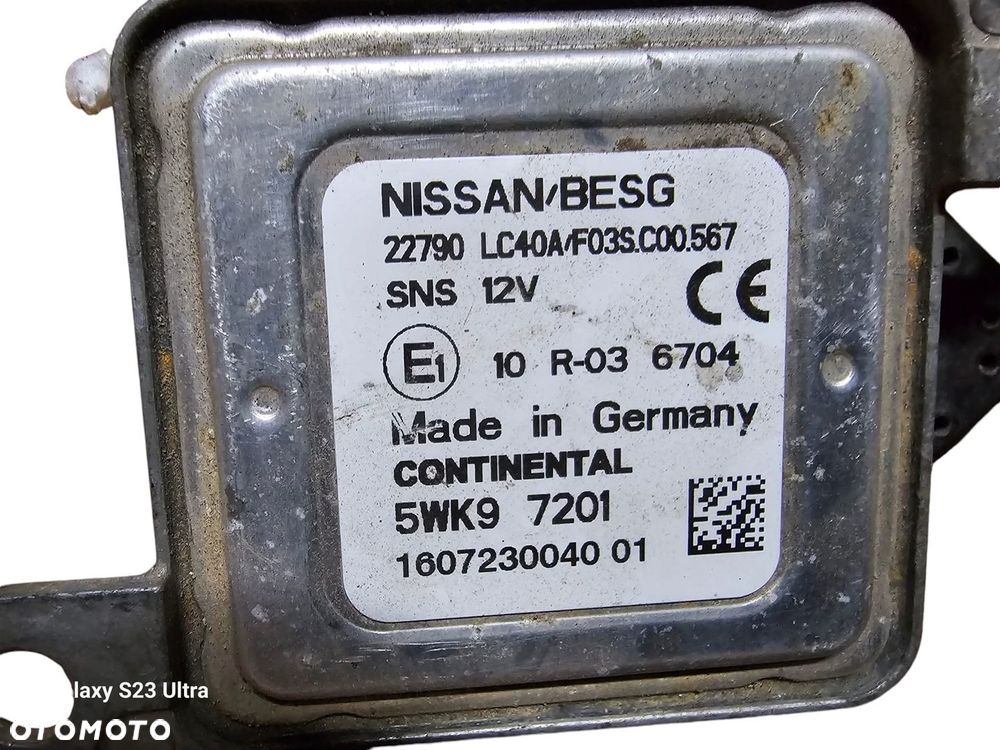 NISSAN/BESG
22790 LC40A/F03S.C00.567
SNS 12V
CE
E1 10 R-03 6704
Made in Germany
CONTINENTAL
5WK9 7201
1607230040 01
alaxy S23 Ultra
OTOMOTO